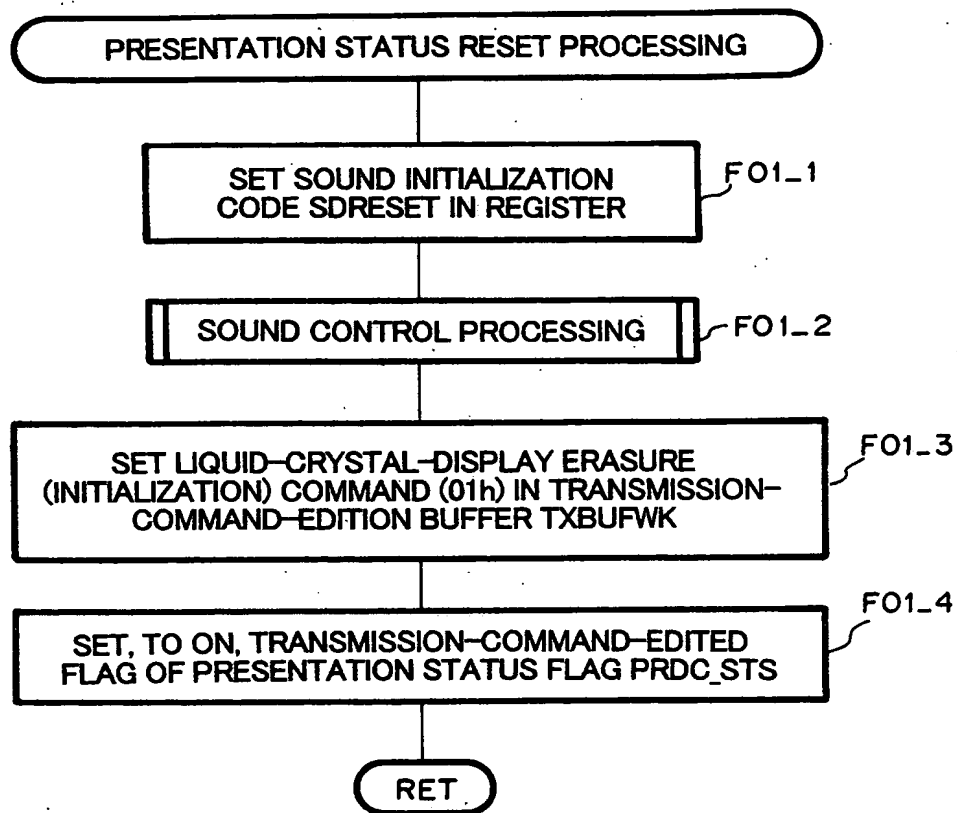 PRESENTATION STATUS RESET PROCESSING
SET SOUND INITIALIZATION
CODE SDRESET IN REGISTER
F01_1
SOUND CONTROL PROCESSING
F01_2
SET LIQUID-CRYSTAL-DISPLAY ERASURE
(INITIALIZATION) COMMAND (01h) IN TRANSMISSION-
COMMAND-EDITION BUFFER TXBUFWK
F01_3
SET, TO ON, TRANSMISSION-COMMAND-EDITED
FLAG OF PRESENTATION STATUS FLAG PRDC_STS
F01_4
RET